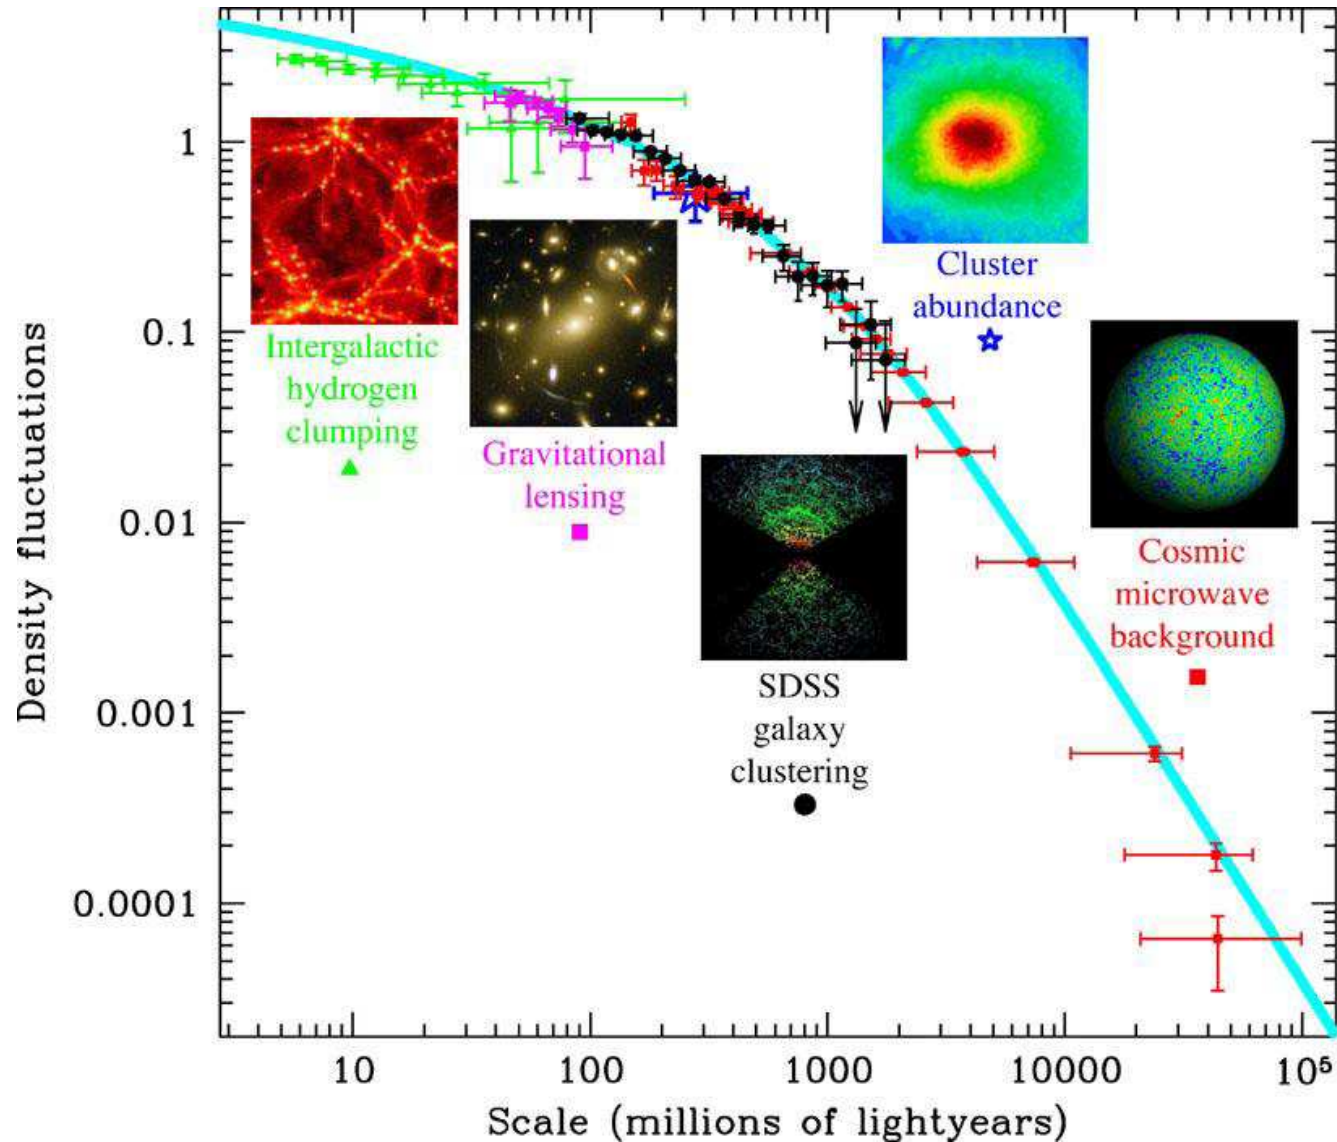 Density fluctuations
1
0.1
0.01
0.001
0.0001
Intergalactic
hydrogen
clumping
Gravitational
lensing
SDSS
galaxy
clustering
Cluster
abundance
Cosmic
microwave
background
10
100
1000
10000
10⁵
Scale (millions of lightyears)